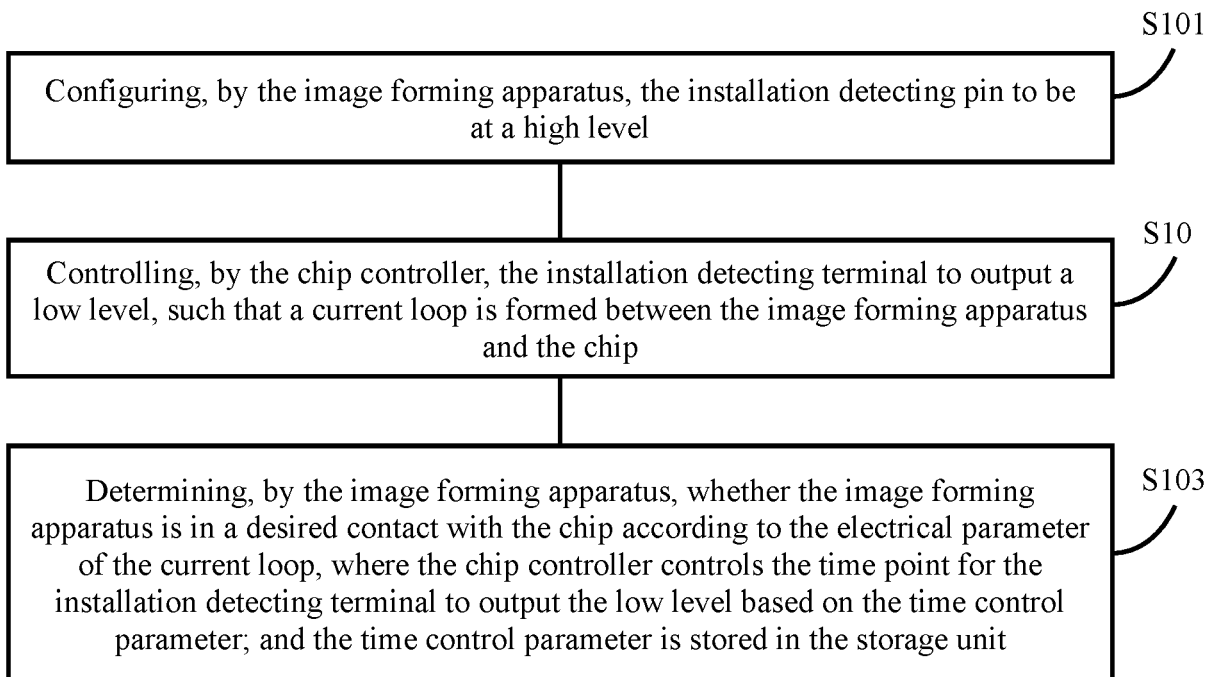 S101
Configuring, by the image forming apparatus, the installation detecting pin to be
at a high level
S10
Controlling, by the chip controller, the installation detecting terminal to output a
low level, such that a current loop is formed between the image forming apparatus
and the chip
S103
Determining, by the image forming apparatus, whether the image forming
apparatus is in a desired contact with the chip according to the electrical parameter
of the current loop, where the chip controller controls the time point for the
installation detecting terminal to output the low level based on the time control
parameter; and the time control parameter is stored in the storage unit